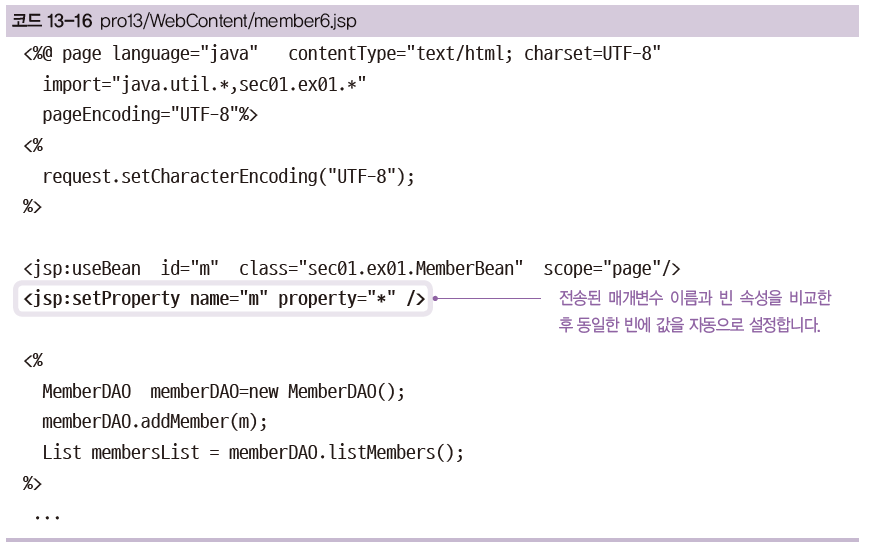 코드 13-16 pro13/WebContent/member6.jsp
<%@ page language="java"   contentType="text/html; charset=UTF-8"
  import="java.util.*,sec01.ex01.*"
  pageEncoding="UTF-8"%>
<%
  request.setCharacterEncoding("UTF-8");
%>
<jsp:useBean  id="m"  class="sec01.ex01.MemberBean"  scope="page"/>
<jsp:setProperty name="m" property="*" />
전송된 매개변수 이름과 빈 속성을 비교한
후 동일한 빈에 값을 자동으로 설정합니다.
<%
  MemberDAO  memberDAO=new MemberDAO();
  memberDAO.addMember(m);
  List membersList = memberDAO.listMembers();
%>
...